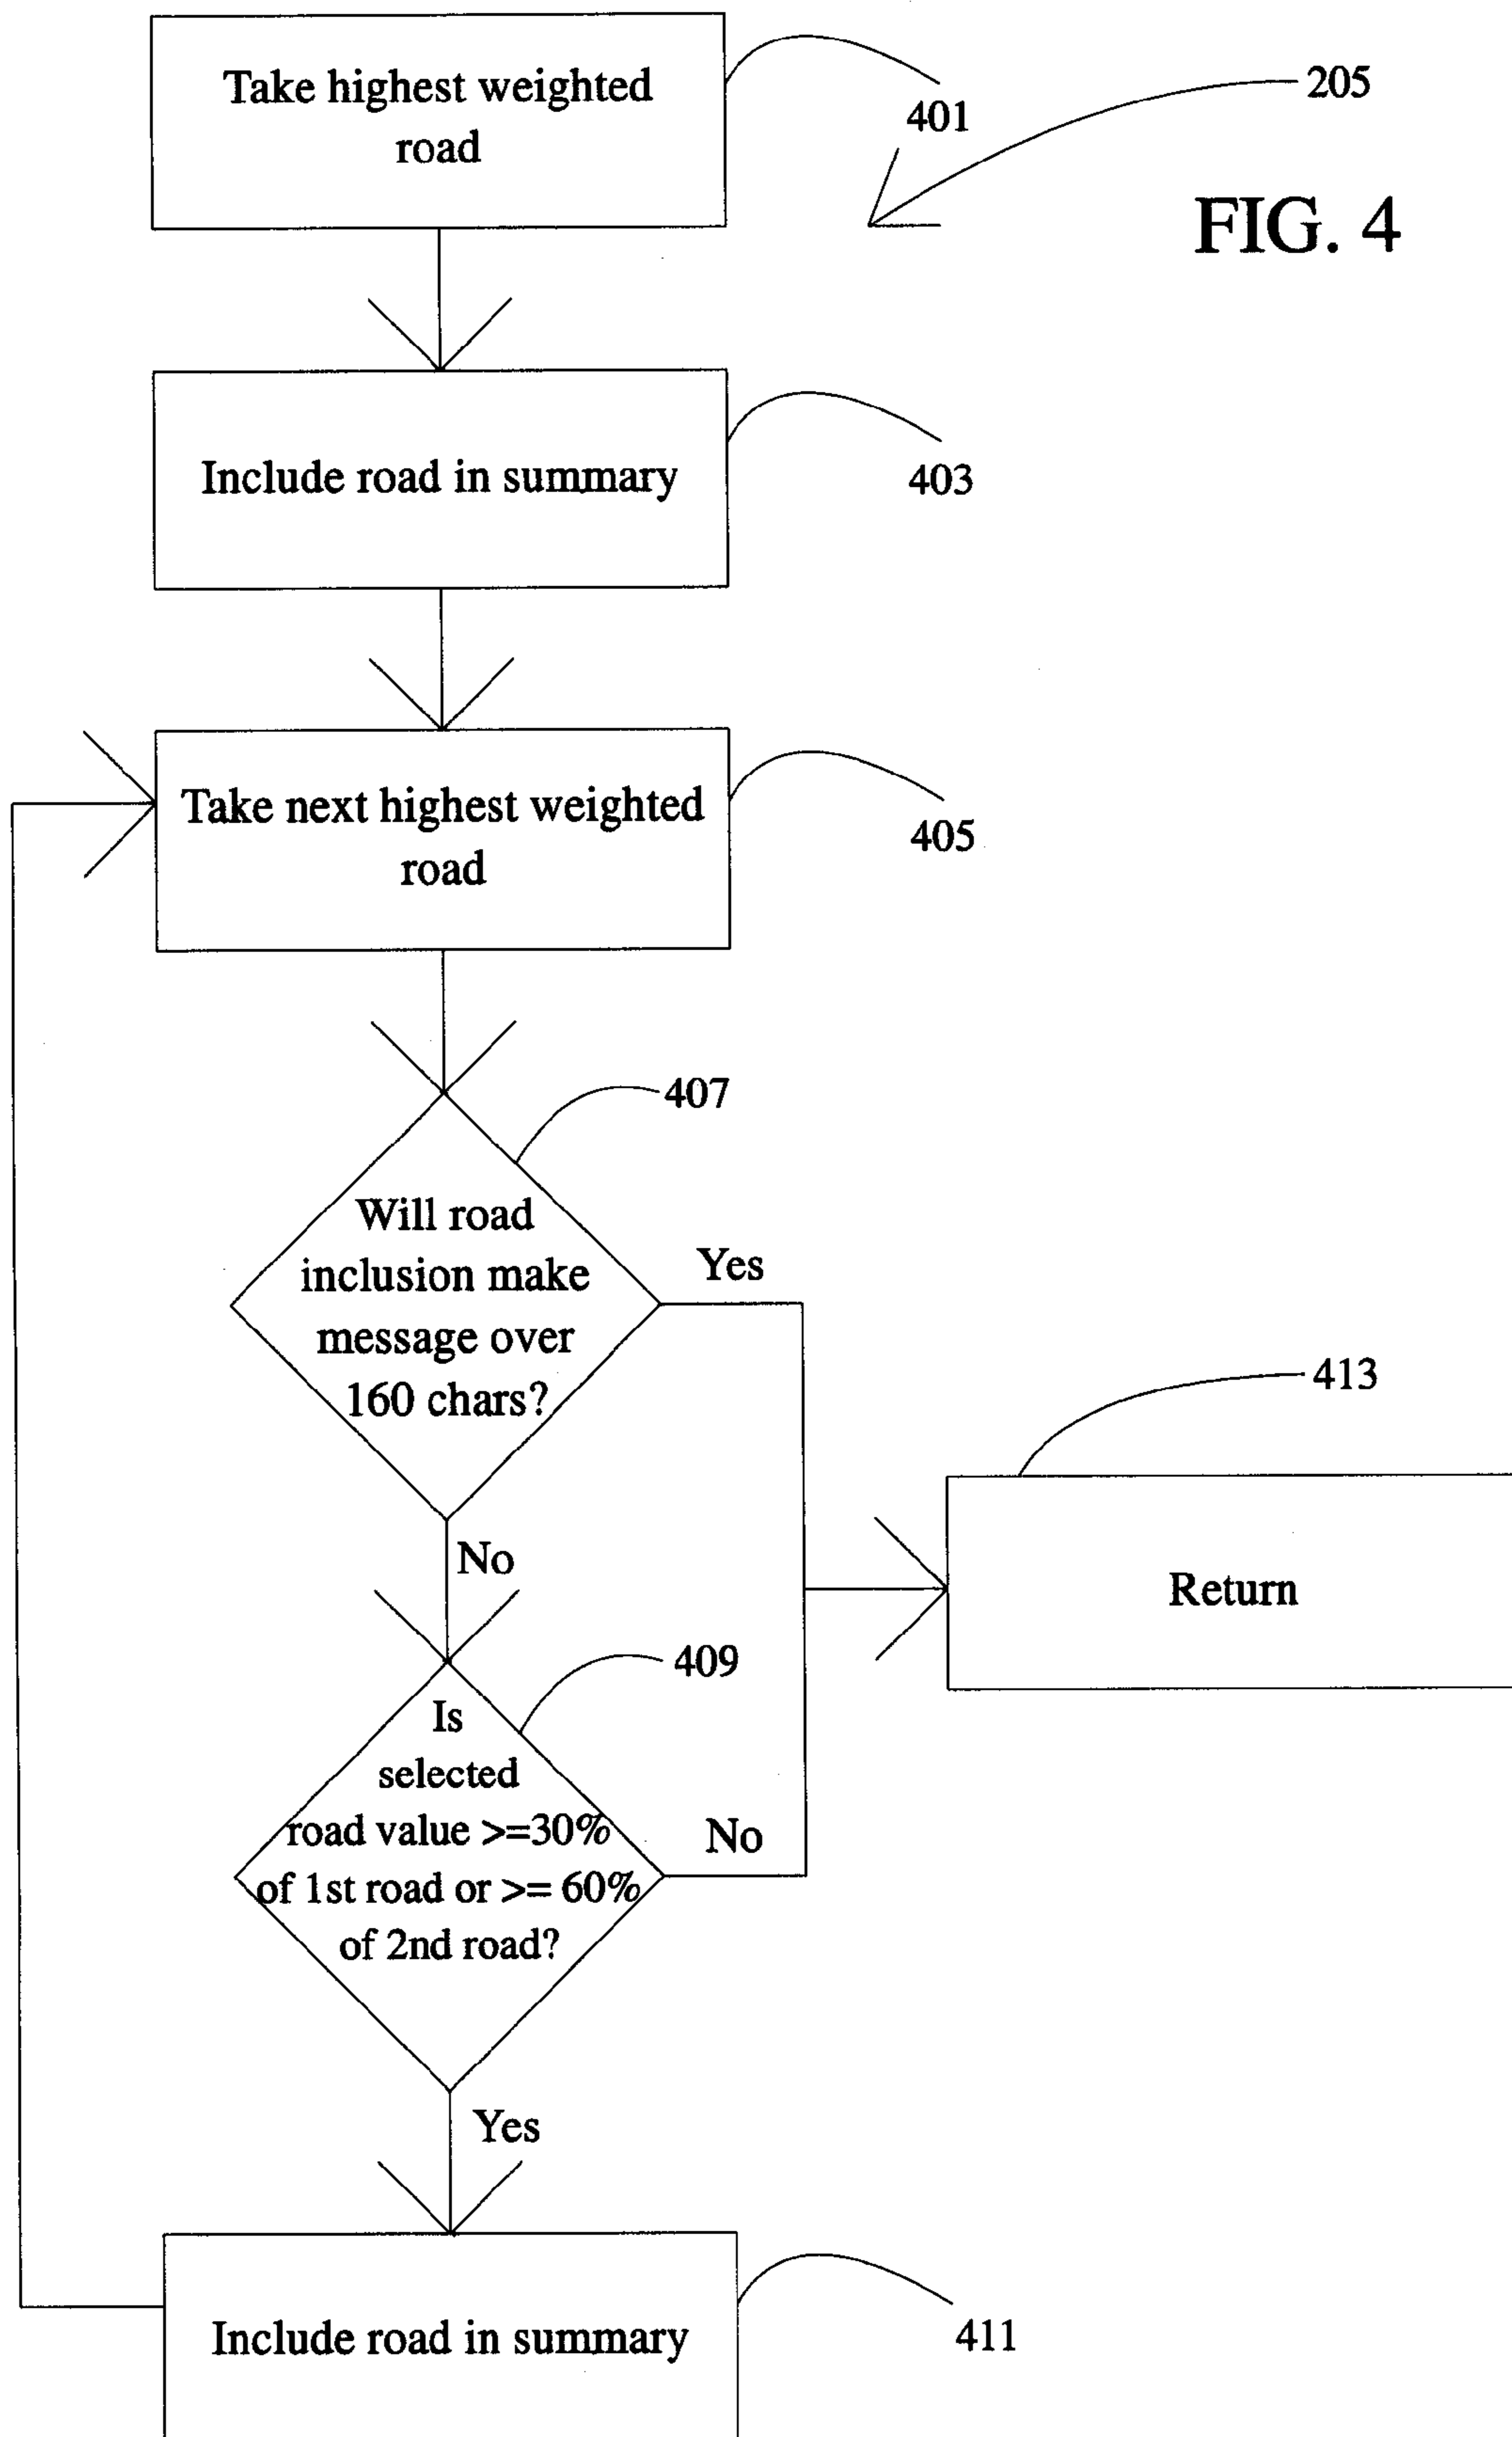 Take highest weighted
road
401
205
FIG. 4
Include road in summary
403
Take next highest weighted
road
405
407
Will road
inclusion make
message over
160 chars?
Yes
413
Return
No
409
Is
selected
road value >=30%
of 1st road or >= 60%
of 2nd road?
No
Yes
Include road in summary
411